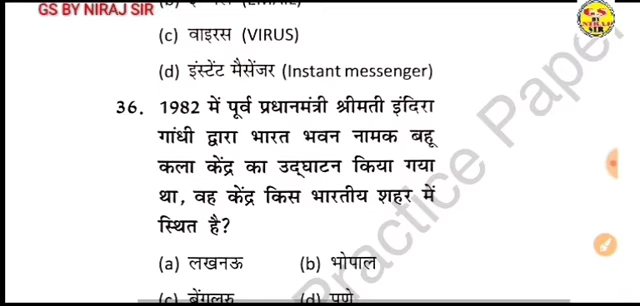 GS BY NIRAJ SIR
(c) वाइरस (VIRUS)
(d) इंस्टेंट मैसेंजर (Instant messenger)
36. 1982 में पूर्व प्रधानमंत्री श्रीमती इंदिरा
गांधी द्वारा भारत भवन नामक बहू
कला केंद्र का उद्घाटन किया गया
था, वह केंद्र किस भारतीय शहर में
स्थित है?
(a) लखनऊ (b) भोपाल
(c) बेंगलुरु (d) पुणे
Practice Paper